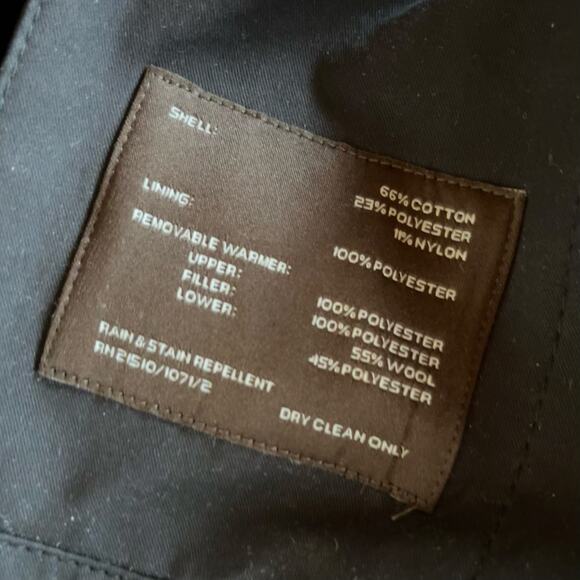 SHELL: 66% COTTON
23% POLYESTER
11% NYLON
LINING: 100% POLYESTER
REMOVABLE WARMER:
UPPER: 100% POLYESTER
FILLER: 100% POLYESTER
LOWER: 55% WOOL
45% POLYESTER
RAIN & STAIN REPELLENT
RN21510/1071/2
DRY CLEAN ONLY